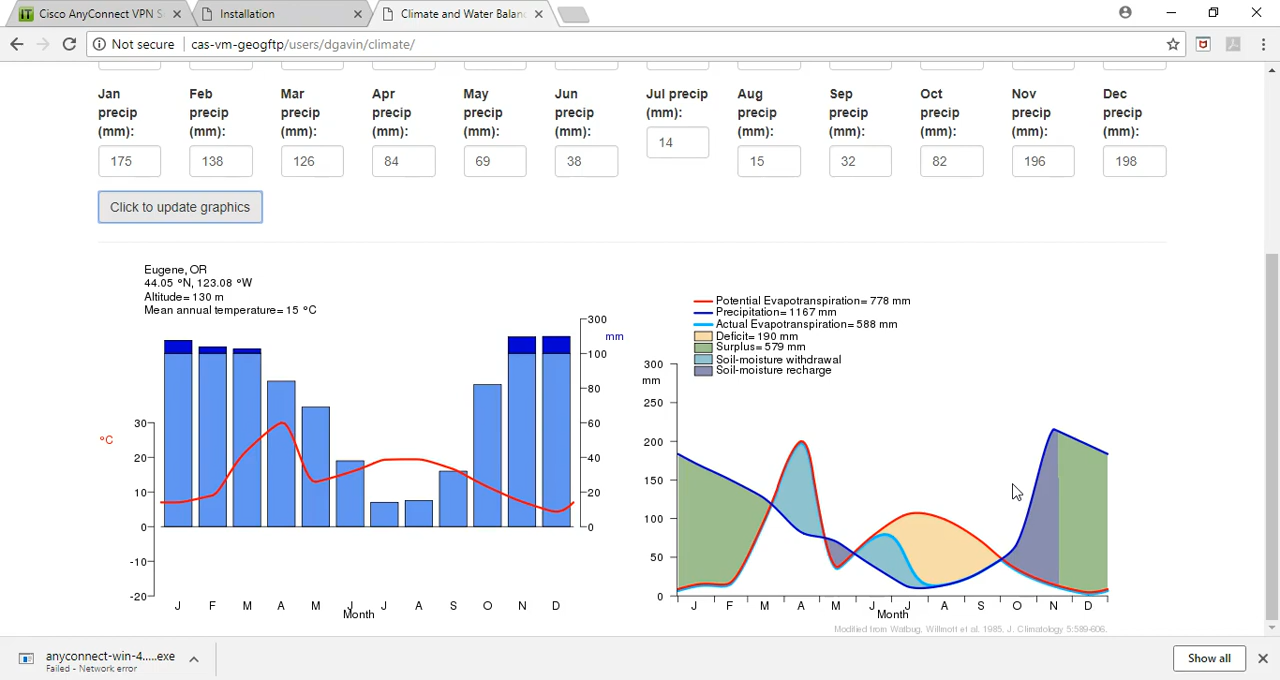 Cisco AnyConnect VPN S
Installation
Climate and Water Balanc
Not secure | cas-vm-geogftp/users/dgavin/climate/
Jan precip (mm): Feb precip (mm): Mar precip (mm): Apr precip (mm): May precip (mm): Jun precip (mm): Jul precip (mm): Aug precip (mm): Sep precip (mm): Oct precip (mm): Nov precip (mm): Dec precip (mm):
175 138 126 84 69 38 14 15 32 82 196 198
Click to update graphics
Eugene, OR
44.05 °N, 123.08 °W
Altitude= 130 m
Mean annual temperature= 15 °C
300
mm
100
80
60
40
20
0
°C
30
20
10
0
-10
-20
J F M A M J J A S O N D
Month
Potential Evapotranspiration= 778 mm
Precipitation= 1167 mm
Actual Evapotranspiration= 588 mm
Deficit= 190 mm
Surplus= 579 mm
Soil-moisture withdrawal
Soil-moisture recharge
300
mm
250
200
150
100
50
0
J F M A M J J A S O N D
Month
Modified from Watbug, Willmott et al. 1985, J. Climatology 5:589-606.
anyconnect-win-4.....exe
Failed - Network error
Show all